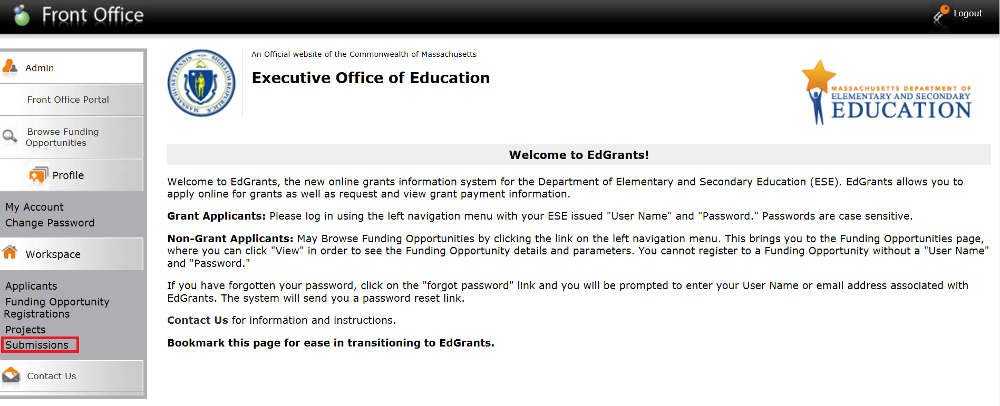 Front Office
Logout
Admin
Front Office Portal
Browse Funding
Opportunities
Profile
My Account
Change Password
Workspace
Applicants
Funding Opportunity
Registrations
Projects
Submissions
Contact Us
An Official website of the Commonwealth of Massachusetts
Executive Office of Education
MASSACHUSETTS DEPARTMENT OF
ELEMENTARY AND SECONDARY
EDUCATION
Welcome to EdGrants!
Welcome to EdGrants, the new online grants information system for the Department of Elementary and Secondary Education (ESE). EdGrants allows you to
apply online for grants as well as request and view grant payment information.
Grant Applicants: Please log in using the left navigation menu with your ESE issued "User Name" and "Password." Passwords are case sensitive.
Non-Grant Applicants: May Browse Funding Opportunities by clicking the link on the left navigation menu. This brings you to the Funding Opportunities page,
where you can click "View" in order to see the Funding Opportunity details and parameters. You cannot register to a Funding Opportunity without a "User Name"
and "Password."
If you have forgotten your password, click on the "forgot password" link and you will be prompted to enter your User Name or email address associated with
EdGrants. The system will send you a password reset link.
Contact Us for information and instructions.
Bookmark this page for ease in transitioning to EdGrants.